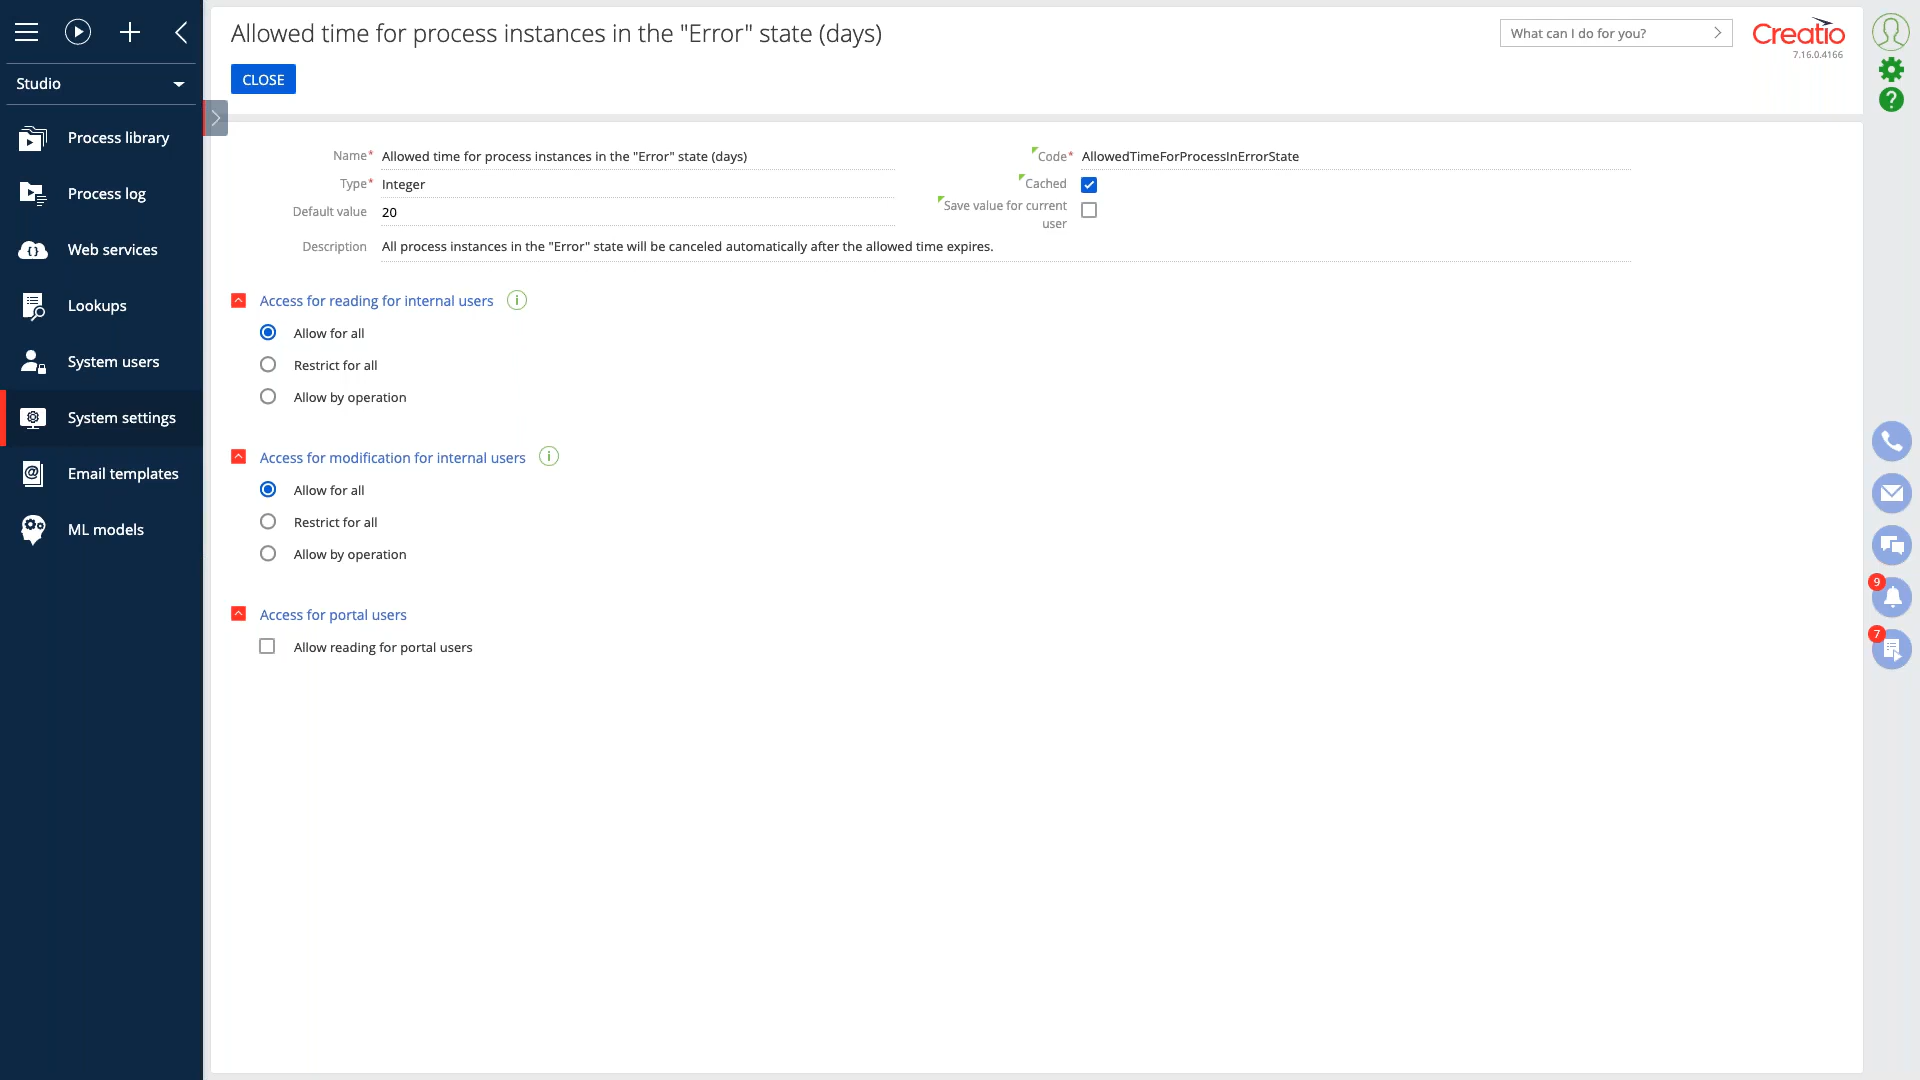 Allowed time for process instances in the "Error" state (days)
What can I do for you?
Creatio
7.16.0.4166
CLOSE
Studio
Process library
Process log
Web services
Lookups
System users
System settings
Email templates
ML models
Name* Allowed time for process instances in the "Error" state (days)
Code* AllowedTimeForProcessInErrorState
Type* Integer
Cached
Default value 20
Save value for current
user
Description All process instances in the "Error" state will be canceled automatically after the allowed time expires.
Access for reading for internal users i
Allow for all
Restrict for all
Allow by operation
Access for modification for internal users i
Allow for all
Restrict for all
Allow by operation
Access for portal users
Allow reading for portal users
?
9
7